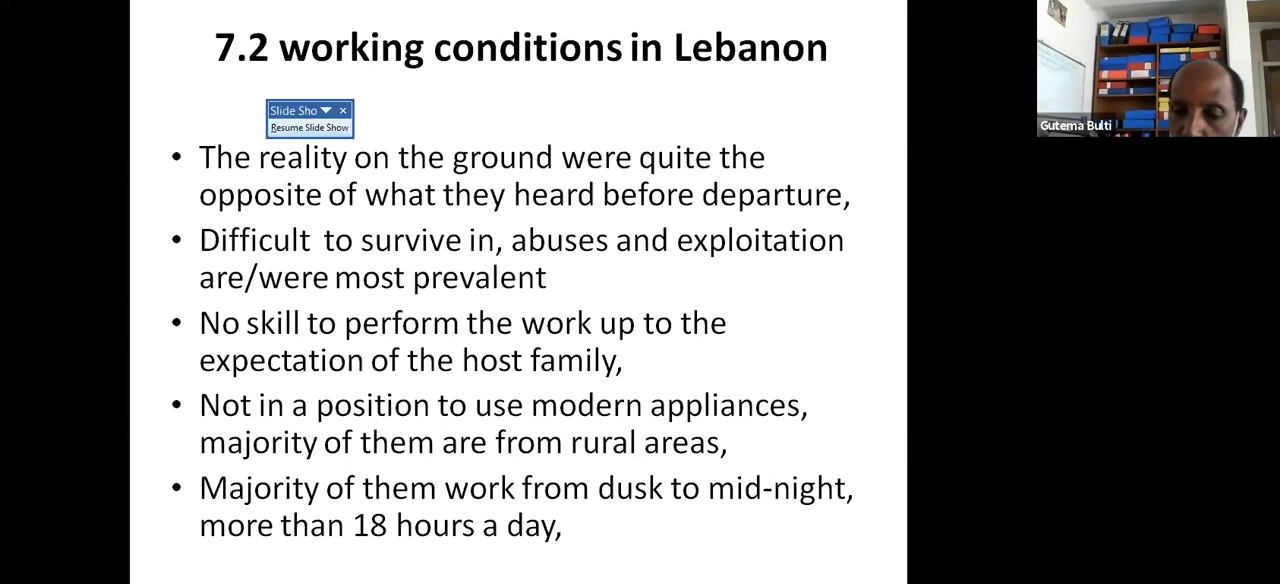 7.2 working conditions in Lebanon
Slide Sho
Resume Slide Show
• The reality on the ground were quite the
opposite of what they heard before departure,
• Difficult to survive in, abuses and exploitation
are/were most prevalent
• No skill to perform the work up to the
expectation of the host family,
• Not in a position to use modern appliances,
majority of them are from rural areas,
• Majority of them work from dusk to mid-night,
more than 18 hours a day,
Gutema Bulti